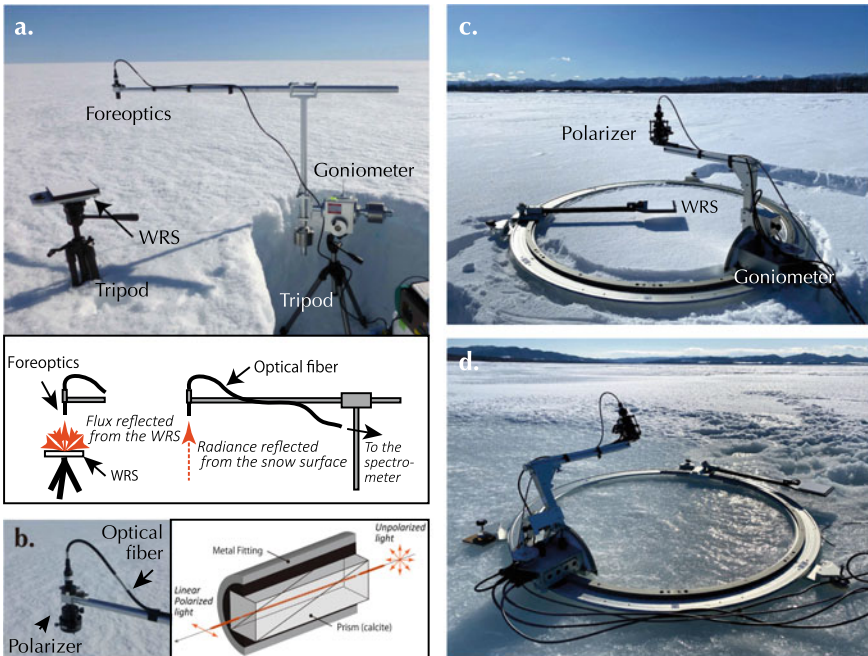 a.
Foreoptics
Goniometer
WRS
Tripod
Tripod
Foreoptics
Optical fiber
Flux reflected
from the WRS
Radiance reflected
from the snow surface
To the
spectro-
meter
WRS
b.
Optical
fiber
Polarizer
Metal Fitting
Unpolarized
light
Linear
Polarized
light
Prism (calcite)
c.
Polarizer
WRS
Goniometer
d.